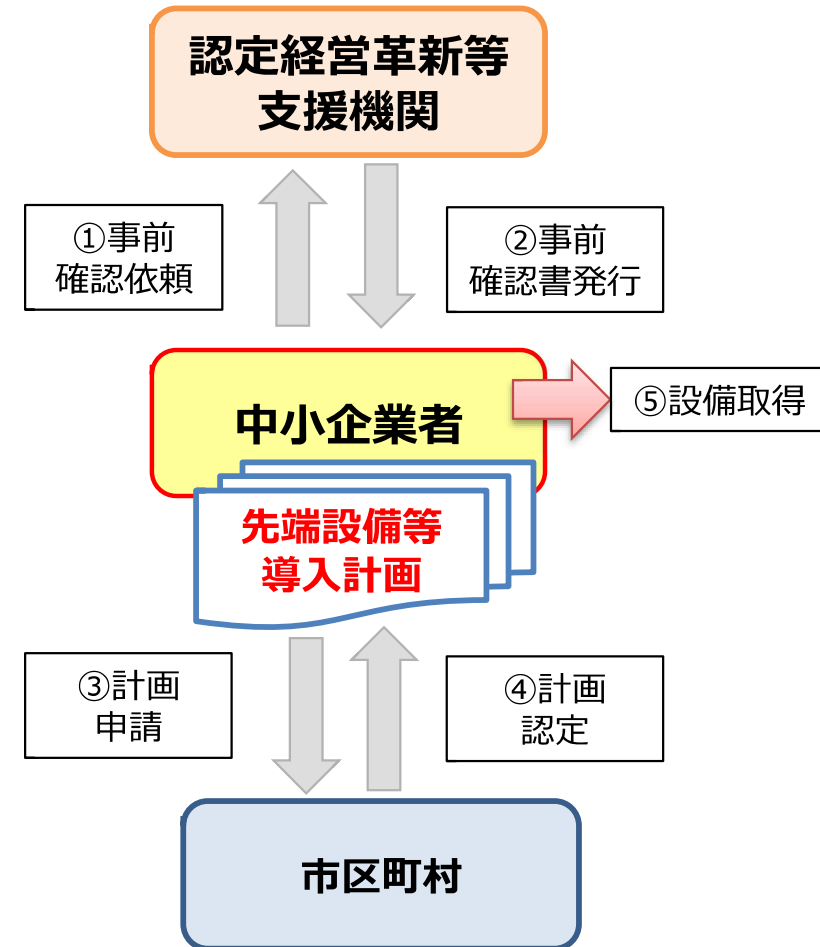 認定経営革新等
支援機関
①事前
確認依頼
②事前
確認書発行
中小企業者
⑤設備取得
先端設備等
導入計画
③計画
申請
④計画
認定
市区町村